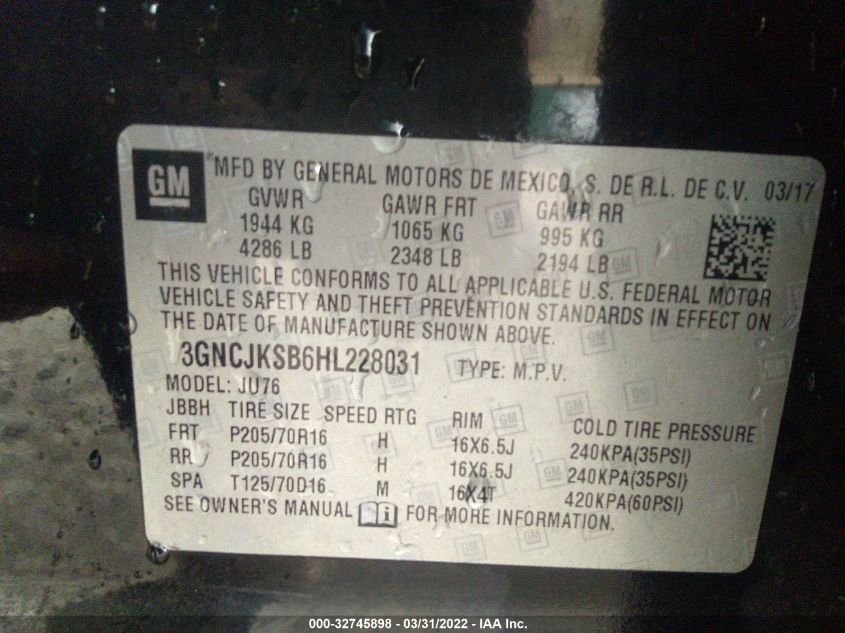 GM
MFD BY GENERAL MOTORS DE MEXICO, S. DE R.L. DE C.V. 03/17
GVWR GAWR FRT GAWR RR
1944 KG 1065 KG 995 KG
4286 LB 2348 LB 2194 LB
THIS VEHICLE CONFORMS TO ALL APPLICABLE U.S. FEDERAL MOTOR
VEHICLE SAFETY AND THEFT PREVENTION STANDARDS IN EFFECT ON
THE DATE OF MANUFACTURE SHOWN ABOVE.
3GNCJKSB6HL228031 TYPE: M.P.V.
MODEL: JU76
JBBH TIRE SIZE SPEED RTG RIM COLD TIRE PRESSURE
FRT P205/70R16 H 16X6.5J 240KPA(35PSI)
RR P205/70R16 H 16X6.5J 240KPA(35PSI)
SPA T125/70D16 M 16X4T 420KPA(60PSI)
SEE OWNER'S MANUAL i FOR MORE INFORMATION.
000-32745898 - 03/31/2022 - IAA Inc.